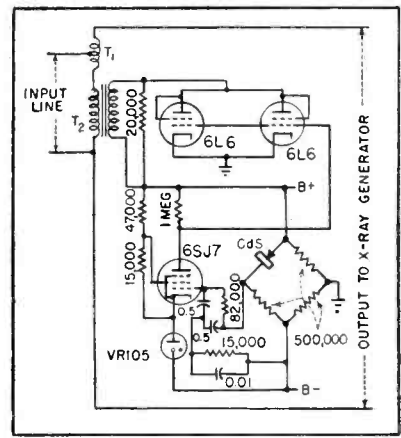 T1
INPUT
LINE
T2
20,000
6L6
6L6
B+
47,000
1 MEG
6SJ7
CdS
15,000
82,000
0.5
0.5
15,000
500,000
VR105
0.01
B-
OUTPUT TO X-RAY GENERATOR